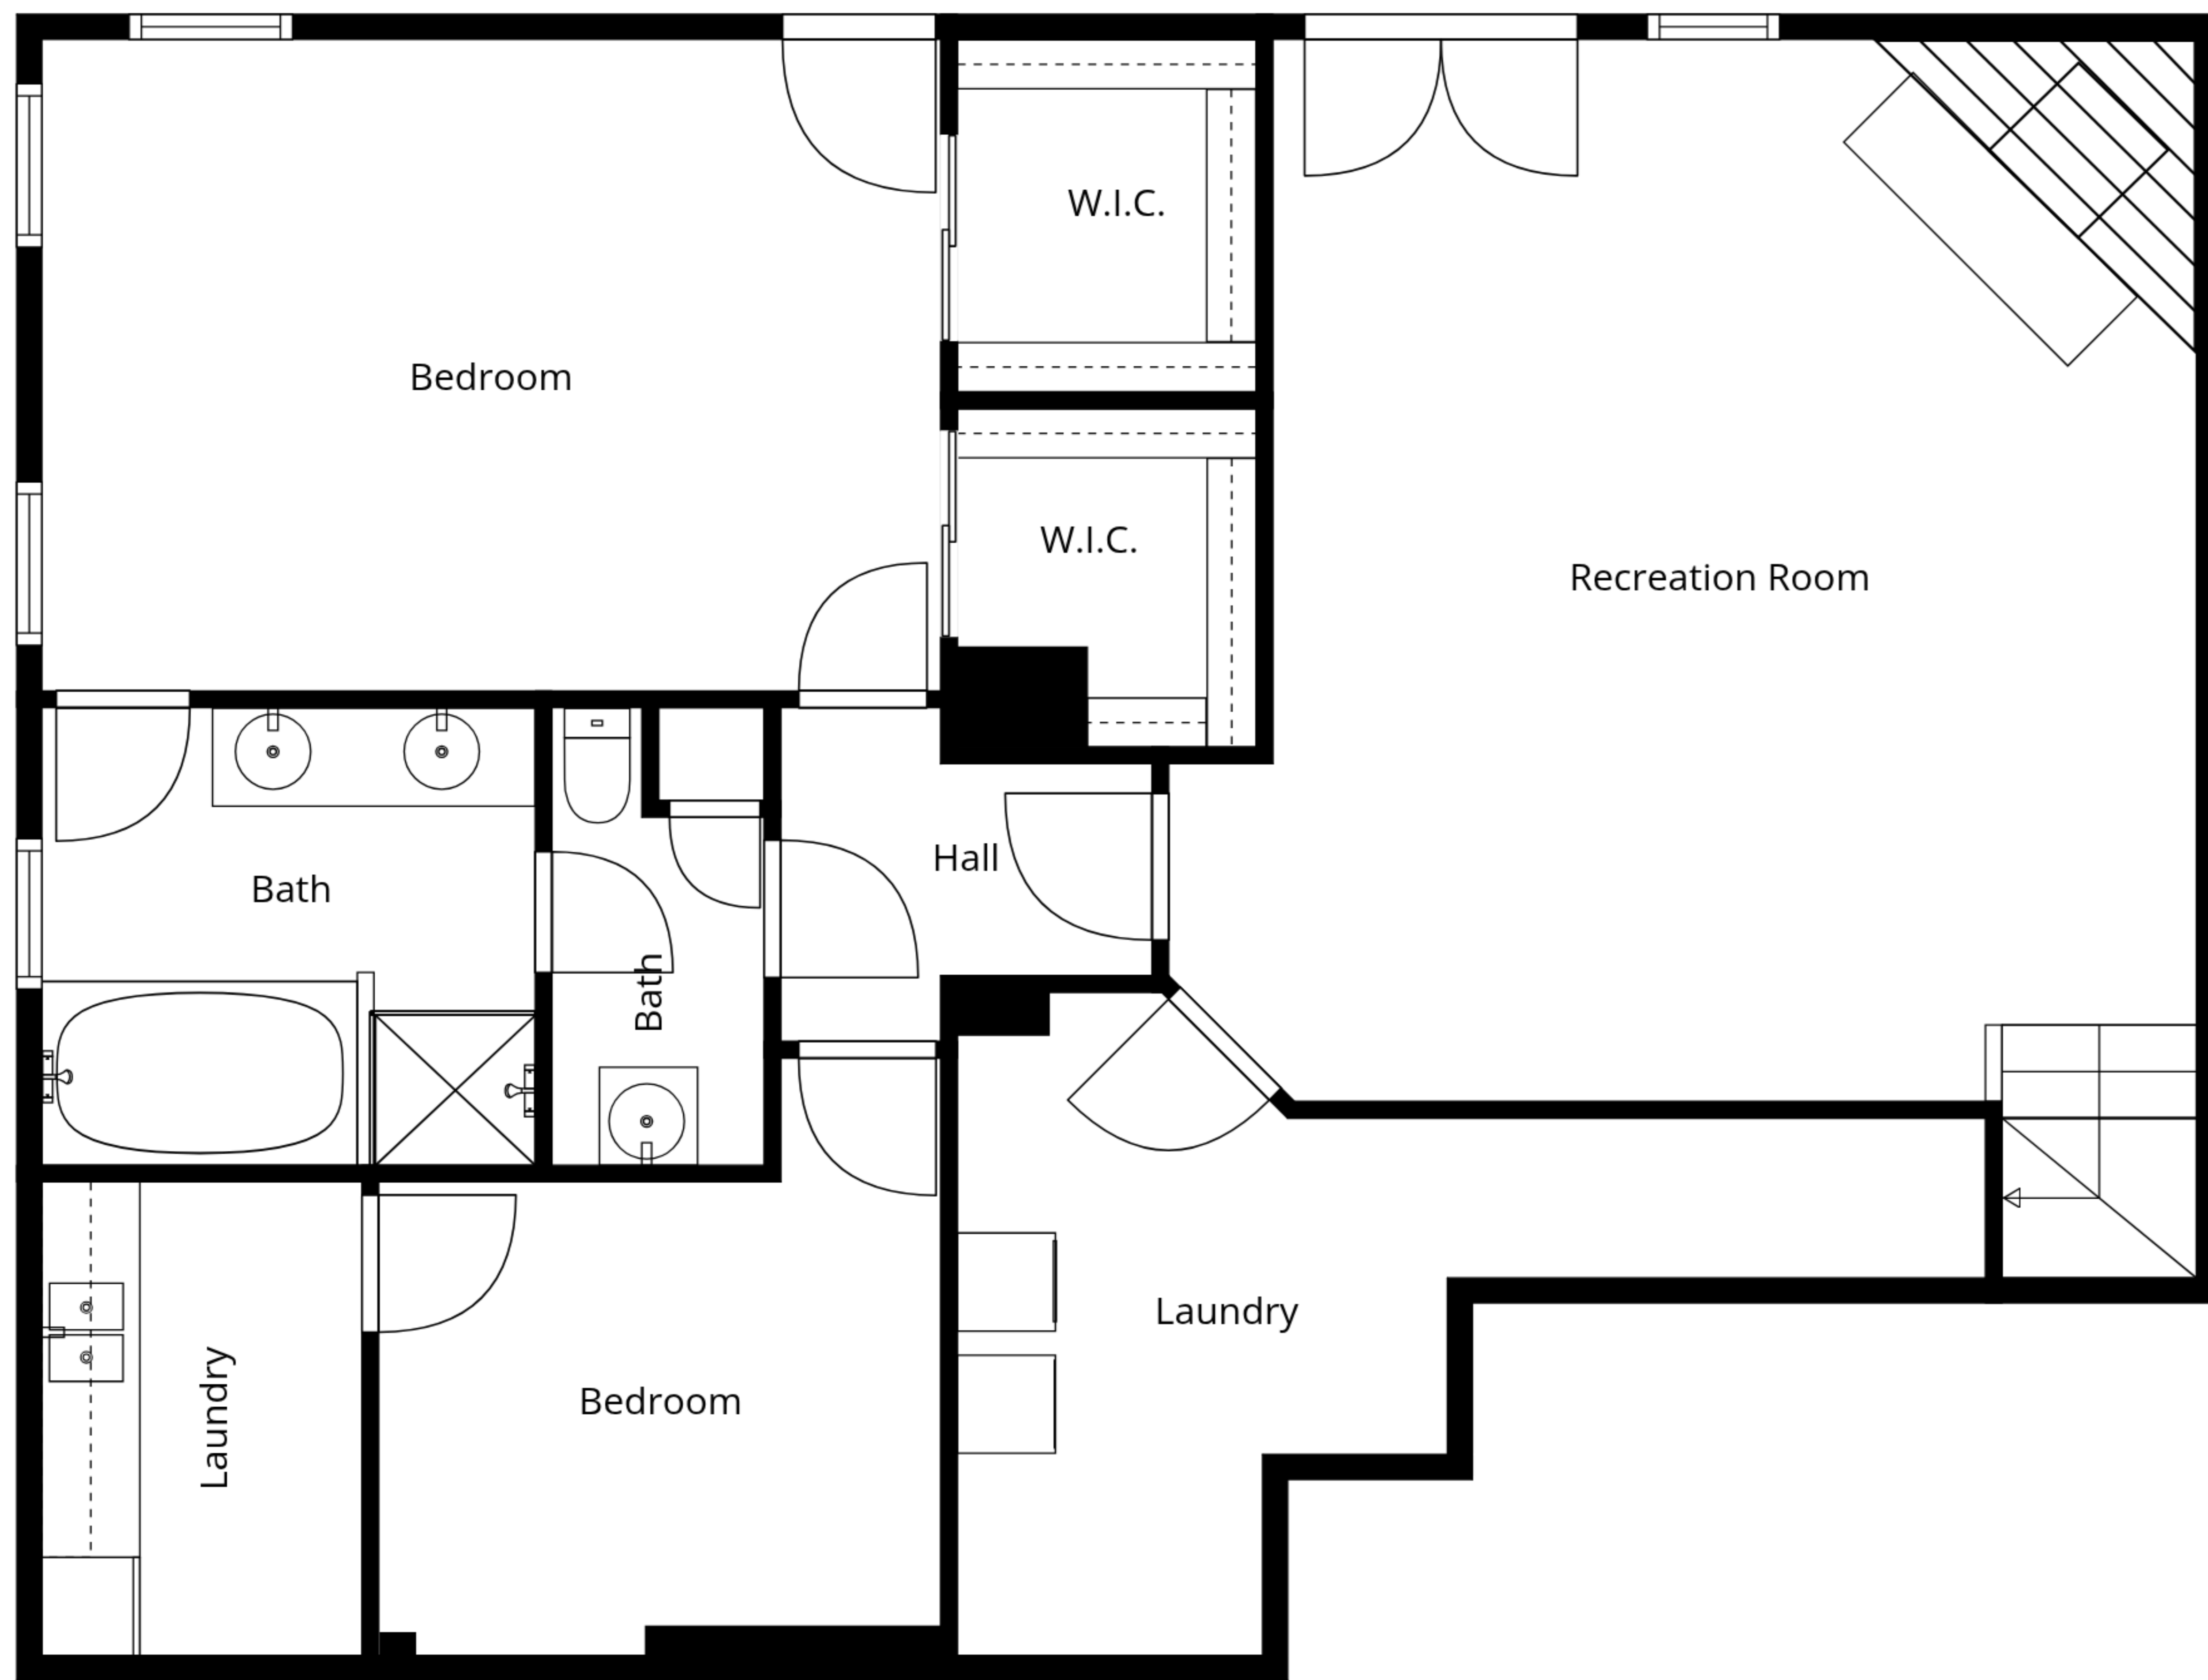 W.I.C.
Bedroom
W.I.C.
Recreation Room
Hall
Bath
Bath
Laundry
Bedroom
Laundry